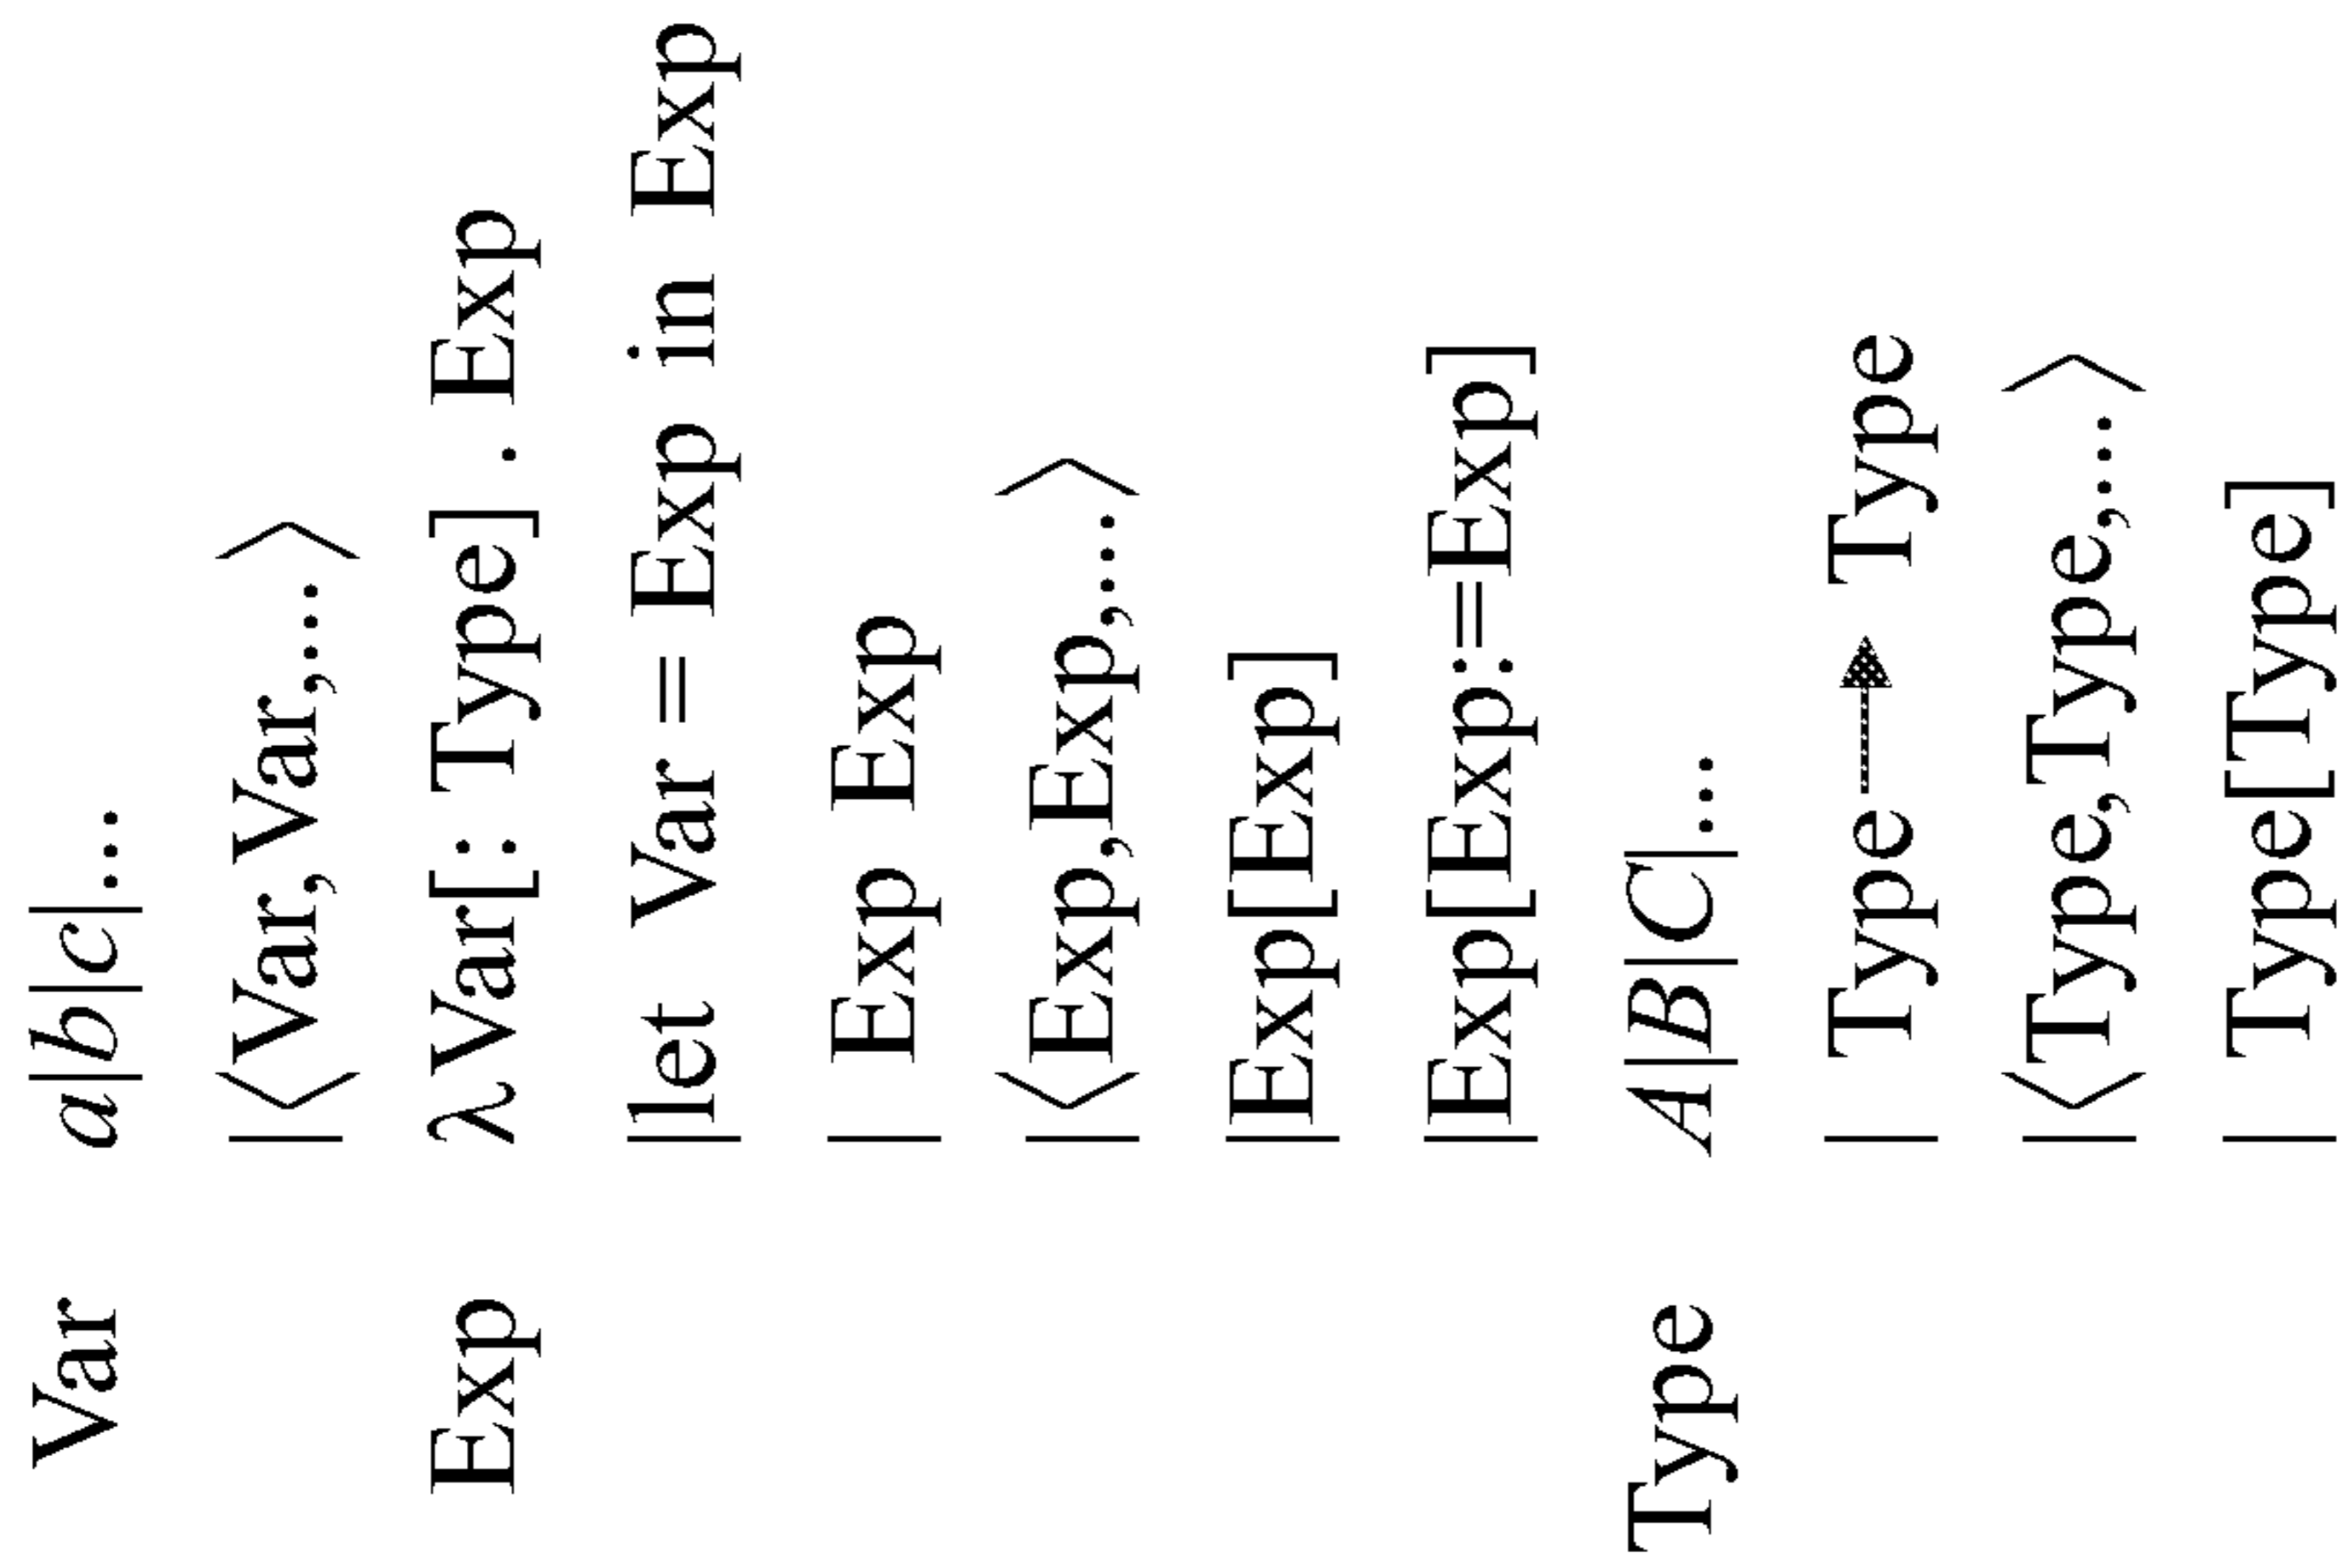 Var a|b|c|...
|〈Var,Var,...〉
Exp λVar[: Type] . Exp
|let Var = Exp in Exp
| Exp Exp
|〈Exp,Exp,...〉
|Exp[Exp]
|Exp[Exp:=Exp]
Type A|B|C|...
| Type → Type
|〈Type,Type,...〉
| Type[Type]